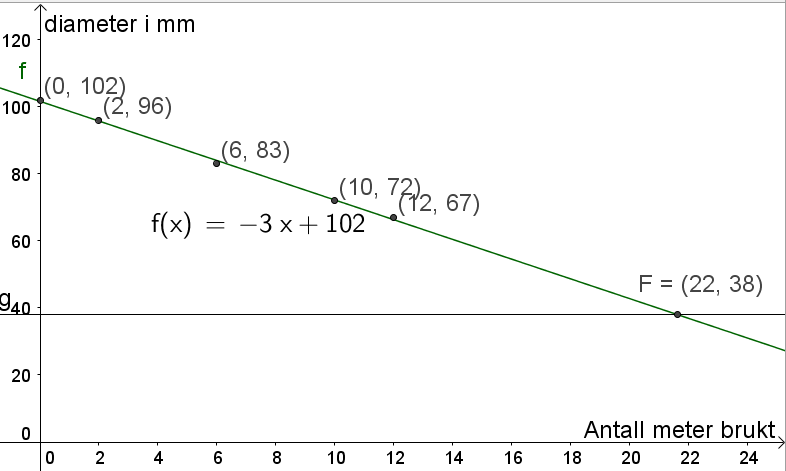 diameter i mm
120
f
(0, 102)
100
(2, 96)
(6, 83)
80
(10, 72)
(12, 67)
f(x) = −3 x + 102
60
F = (22, 38)
g
40
20
0
Antall meter brukt
0 2 4 6 8 10 12 14 16 18 20 22 24